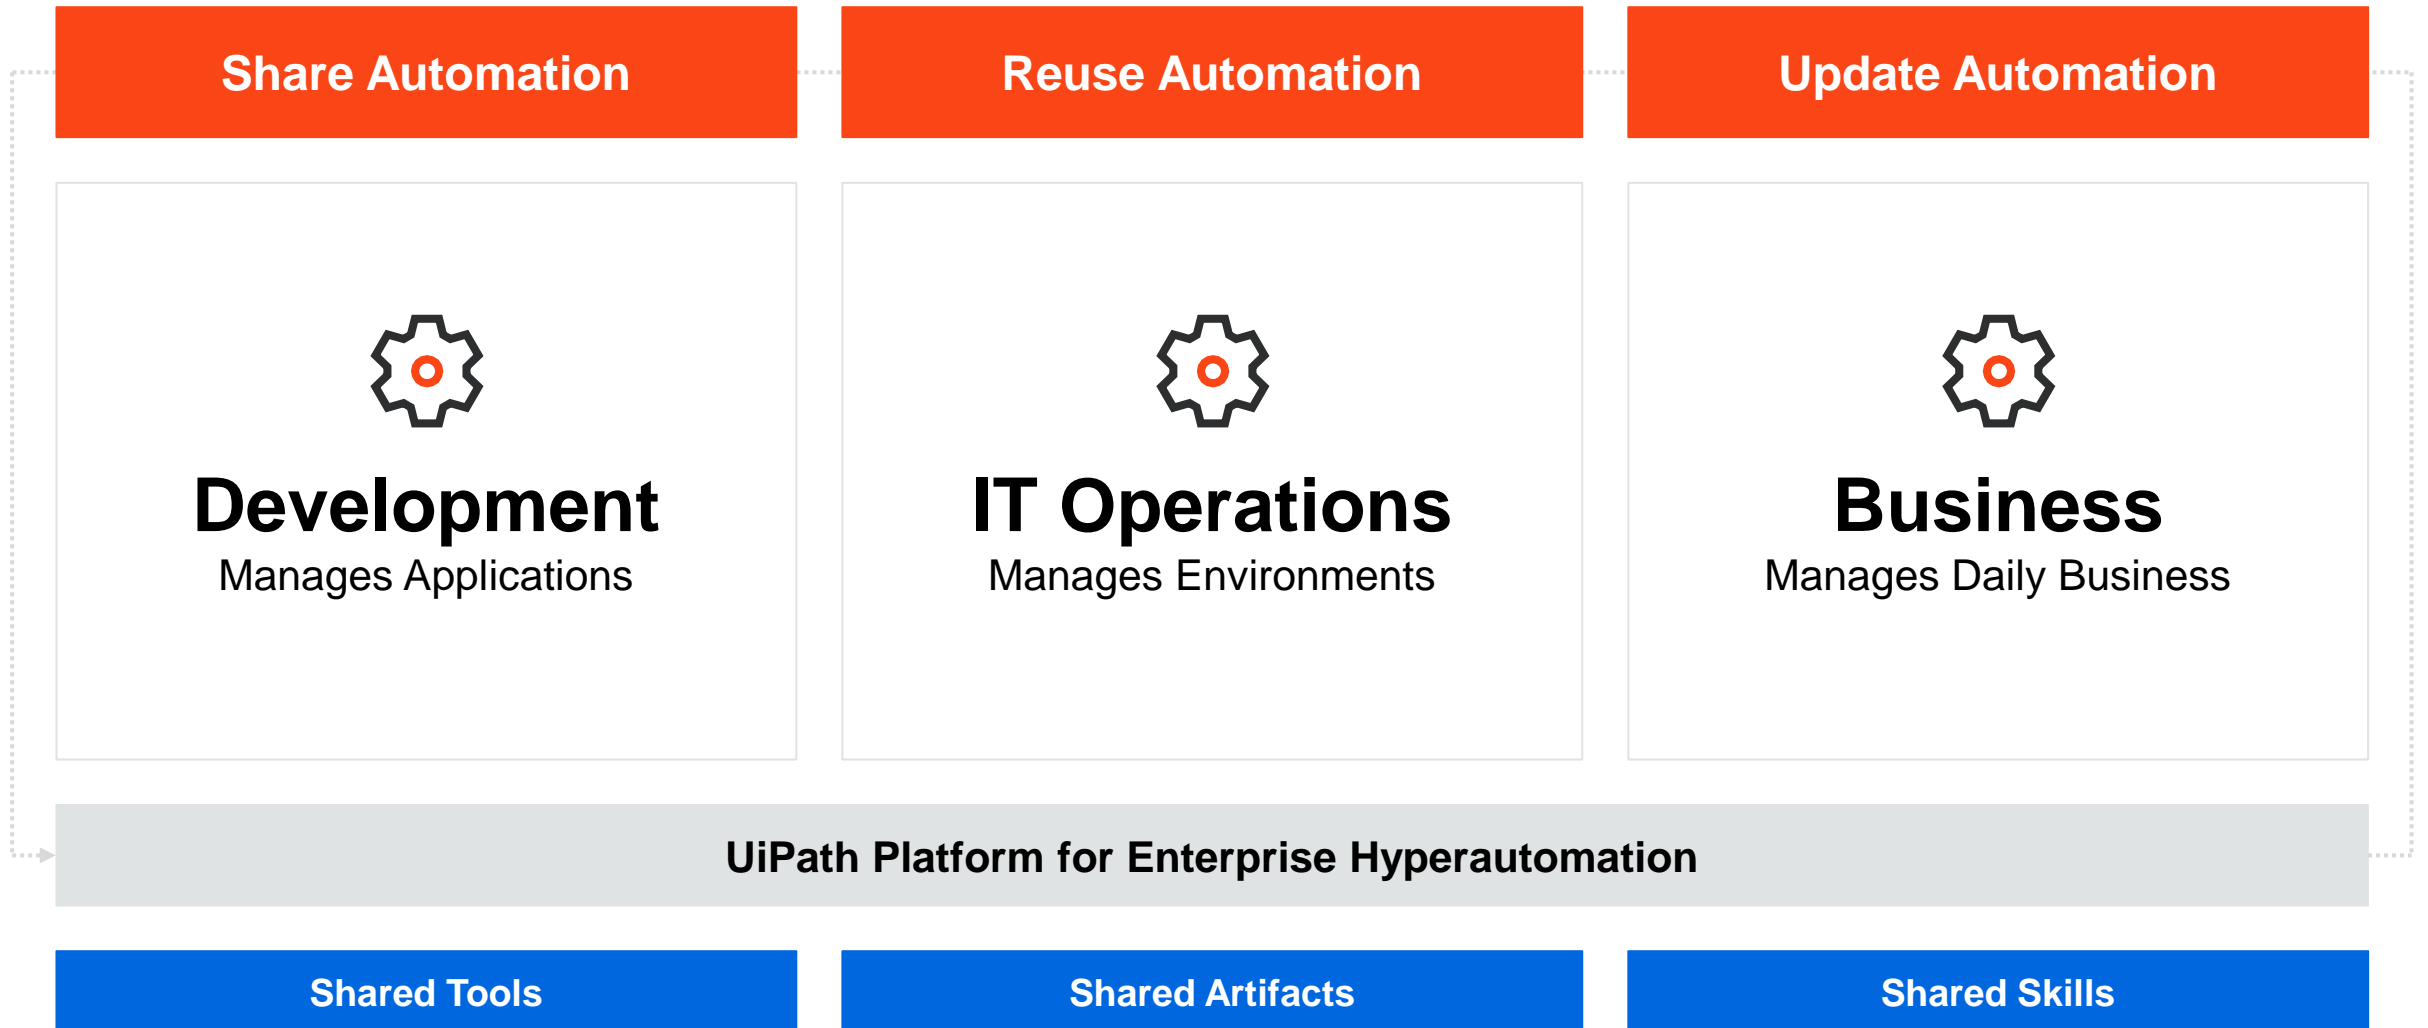 Share Automation
Reuse Automation
Update Automation
Development
Manages Applications
IT Operations
Manages Environments
Business
Manages Daily Business
UiPath Platform for Enterprise Hyperautomation
Shared Tools
Shared Artifacts
Shared Skills